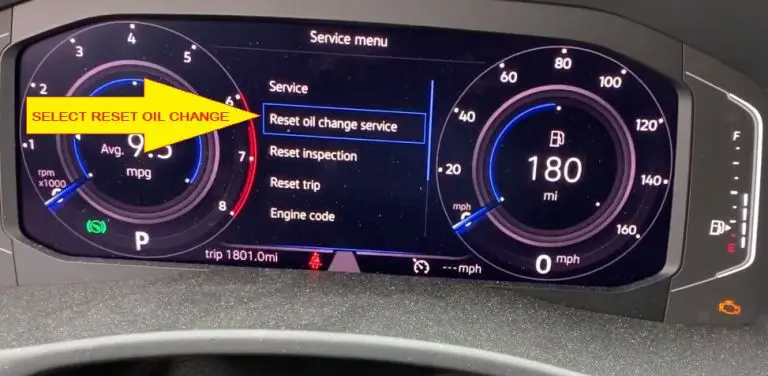 Service menu
Service
Reset oil change service
Reset inspection
Reset trip
Engine code
SELECT RESET OIL CHANGE
1
2
3
4
5
6
7
8
rpm
x1000
Avg.
mpg
P
trip 1801.0mi
--- mph
20
40
60
80
100
120
140
160
mph
180
mi
0 mph
F